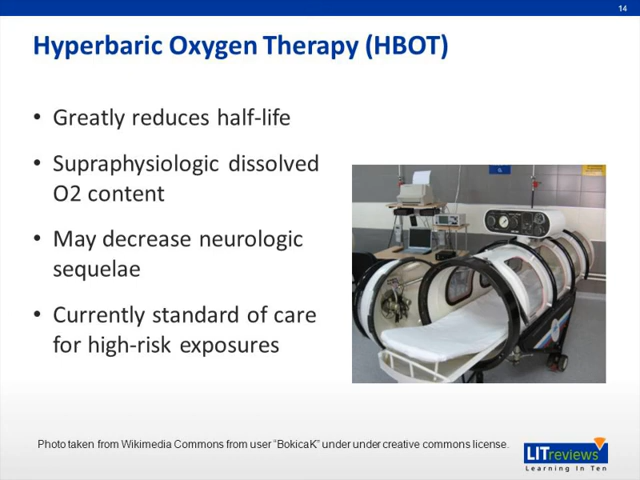 14
Hyperbaric Oxygen Therapy (HBOT)
• Greatly reduces half-life
• Supraphysiologic dissolved
O2 content
• May decrease neurologic
sequelae
• Currently standard of care
for high-risk exposures
Photo taken from Wikimedia Commons from user “BokicaK” under under creative commons license.
LITreviews
Learning In Ten